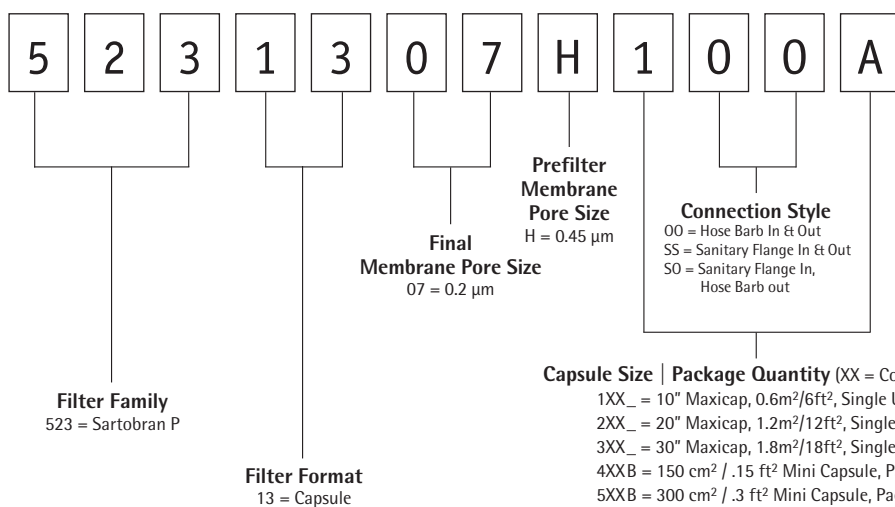 5 2 3 1 3 0 7 H 1 0 0 A
Prefilter
Membrane
Pore Size
H = 0.45 µm
Connection Style
OO = Hose Barb In & Out
SS = Sanitary Flange In & Out
SO = Sanitary Flange In,
Hose Barb out
Final
Membrane Pore Size
07 = 0.2 µm
Filter Family
523 = Sartobran P
Filter Format
13 = Capsule
Capsule Size | Package Quantity (XX =
1XX_ = 10" Maxicap, 0.6m²/6ft², Single
2XX_ = 20" Maxicap, 1.2m²/12ft², Single
3XX_ = 30" Maxicap, 1.8m²/18ft², Single
4XXB = 150 cm² / .15 ft² Mini Capsule,
5XXB = 300 cm² / .3 ft² Mini Capsule,